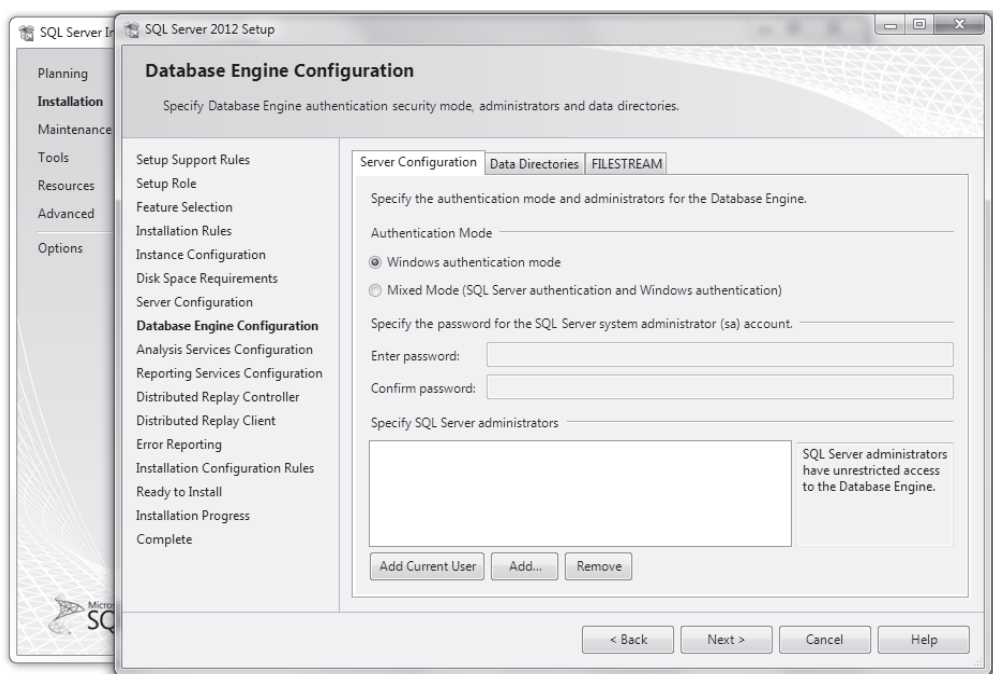 SQL Server In
SQL Server 2012 Setup
Planning
Installation
Maintenance
Tools
Resources
Advanced
Options
Micros
SQ
Database Engine Configuration
Specify Database Engine authentication security mode, administrators and data directories.
Setup Support Rules
Setup Role
Feature Selection
Installation Rules
Instance Configuration
Disk Space Requirements
Server Configuration
Database Engine Configuration
Analysis Services Configuration
Reporting Services Configuration
Distributed Replay Controller
Distributed Replay Client
Error Reporting
Installation Configuration Rules
Ready to Install
Installation Progress
Complete
Server Configuration Data Directories FILESTREAM
Specify the authentication mode and administrators for the Database Engine.
Authentication Mode
Windows authentication mode
Mixed Mode (SQL Server authentication and Windows authentication)
Specify the password for the SQL Server system administrator (sa) account.
Enter password:
Confirm password:
Specify SQL Server administrators
SQL Server administrators
have unrestricted access
to the Database Engine.
Add Current User Add... Remove
< Back Next > Cancel Help